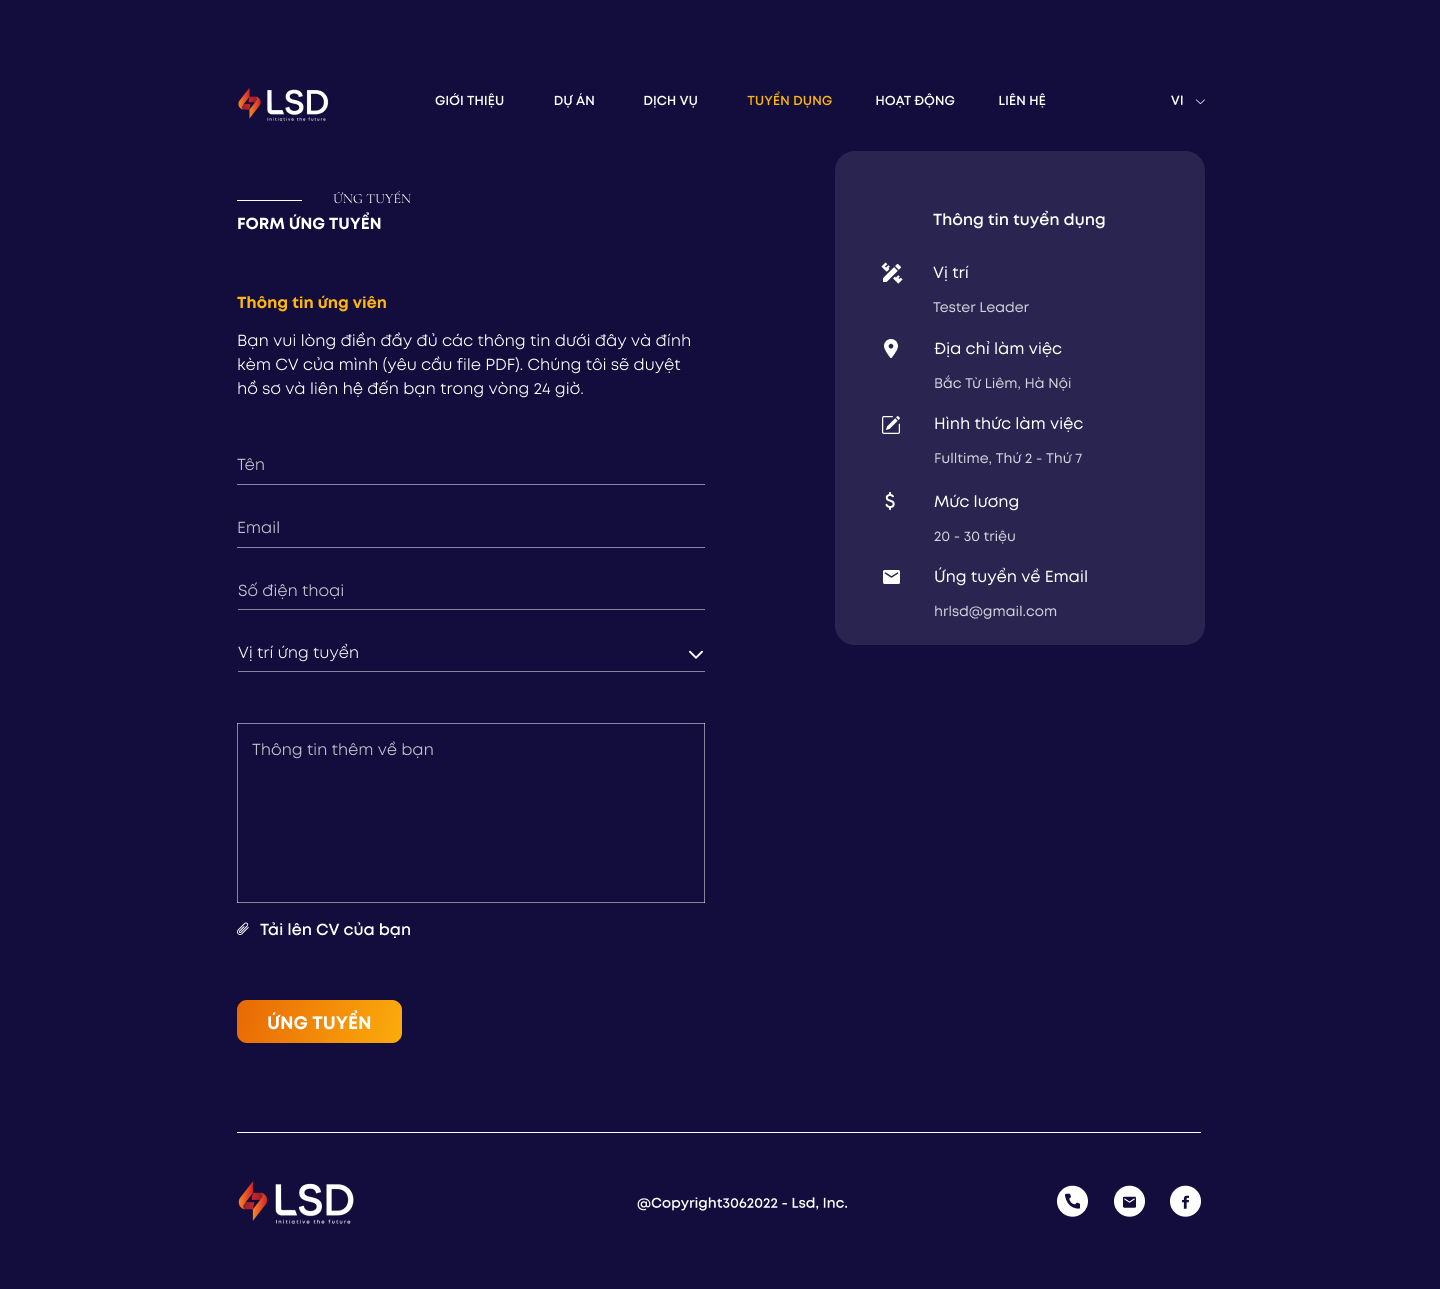 LSD
Initiative the future
GIỚI THIỆU
DỰ ÁN
DỊCH VỤ
TUYỂN DỤNG
HOẠT ĐỘNG
LIÊN HỆ
VI
ỨNG TUYỂN
FORM ỨNG TUYỂN
Thông tin ứng viên
Bạn vui lòng điền đầy đủ các thông tin dưới đây và đính
kèm CV của mình (yêu cầu file PDF). Chúng tôi sẽ duyệt
hồ sơ và liên hệ đến bạn trong vòng 24 giờ.
Tên
Email
Số điện thoại
Vị trí ứng tuyển
Thông tin thêm về bạn
Tải lên CV của bạn
ỨNG TUYỂN
Thông tin tuyển dụng
Vị trí
Tester Leader
Địa chỉ làm việc
Bắc Từ Liêm, Hà Nội
Hình thức làm việc
Fulltime, Thứ 2 - Thứ 7
Mức lương
20 - 30 triệu
Ứng tuyển về Email
hrlsd@gmail.com
LSD
Initiative the future
@Copyright3062022 - Lsd, Inc.